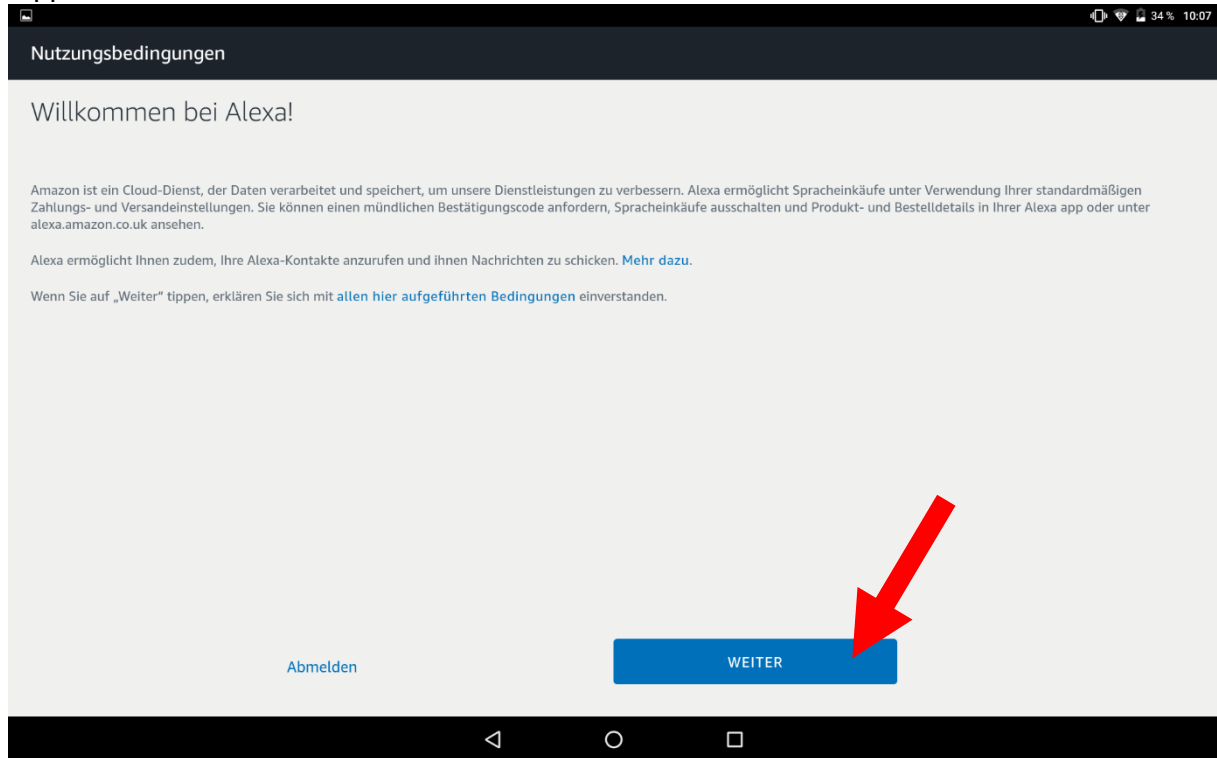 34 % 10:07
Nutzungsbedingungen
Willkommen bei Alexa!
Amazon ist ein Cloud-Dienst, der Daten verarbeitet und speichert, um unsere Dienstleistungen zu verbessern. Alexa ermöglicht Spracheinkäufe unter Verwendung Ihrer standardmäßigen
Zahlungs- und Versandeinstellungen. Sie können einen mündlichen Bestätigungscode anfordern, Spracheinkäufe ausschalten und Produkt- und Bestelldetails in Ihrer Alexa app oder unter
alexa.amazon.co.uk ansehen.
Alexa ermöglicht Ihnen zudem, Ihre Alexa-Kontakte anzurufen und ihnen Nachrichten zu schicken. Mehr dazu.
Wenn Sie auf „Weiter“ tippen, erklären Sie sich mit allen hier aufgeführten Bedingungen einverstanden.
Abmelden
WEITER